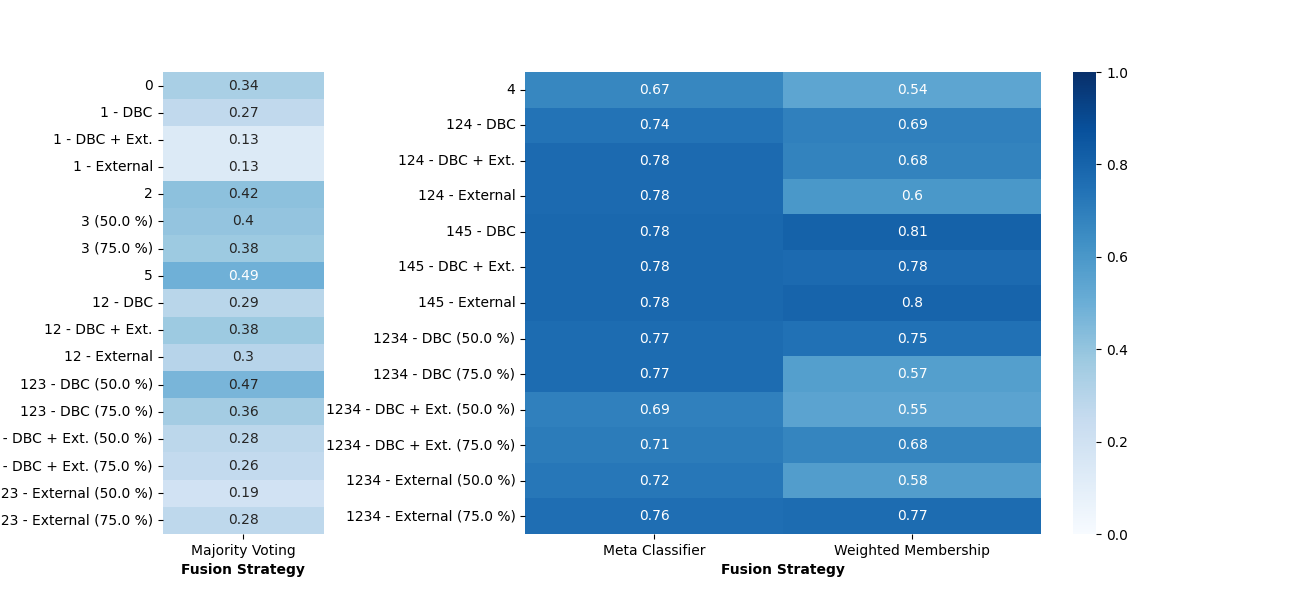 0 0.34
1 - DBC 0.27
1 - DBC + Ext. 0.13
1 - External 0.13
2 0.42
3 (50.0 %) 0.4
3 (75.0 %) 0.38
5 0.49
12 - DBC 0.29
12 - DBC + Ext. 0.38
12 - External 0.3
123 - DBC (50.0 %) 0.47
123 - DBC (75.0 %) 0.36
- DBC + Ext. (50.0 %) 0.28
- DBC + Ext. (75.0 %) 0.26
23 - External (50.0 %) 0.19
23 - External (75.0 %) 0.28
Majority Voting
Fusion Strategy
4 0.67 0.54
124 - DBC 0.74 0.69
124 - DBC + Ext. 0.78 0.68
124 - External 0.78 0.6
145 - DBC 0.78 0.81
145 - DBC + Ext. 0.78 0.78
145 - External 0.78 0.8
1234 - DBC (50.0 %) 0.77 0.75
1234 - DBC (75.0 %) 0.77 0.57
1234 - DBC + Ext. (50.0 %) 0.69 0.55
1234 - DBC + Ext. (75.0 %) 0.71 0.68
1234 - External (50.0 %) 0.72 0.58
1234 - External (75.0 %) 0.76 0.77
Meta Classifier Weighted Membership
Fusion Strategy
1.0
0.8
0.6
0.4
0.2
0.0